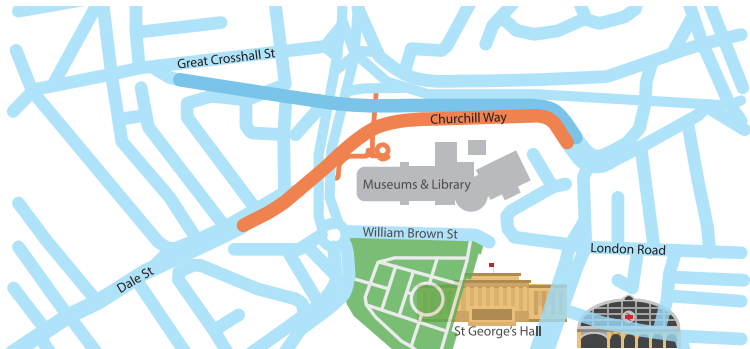 Great Crosshall St
Churchill Way
Museums & Library
William Brown St
London Road
Dale St
St George's Hall